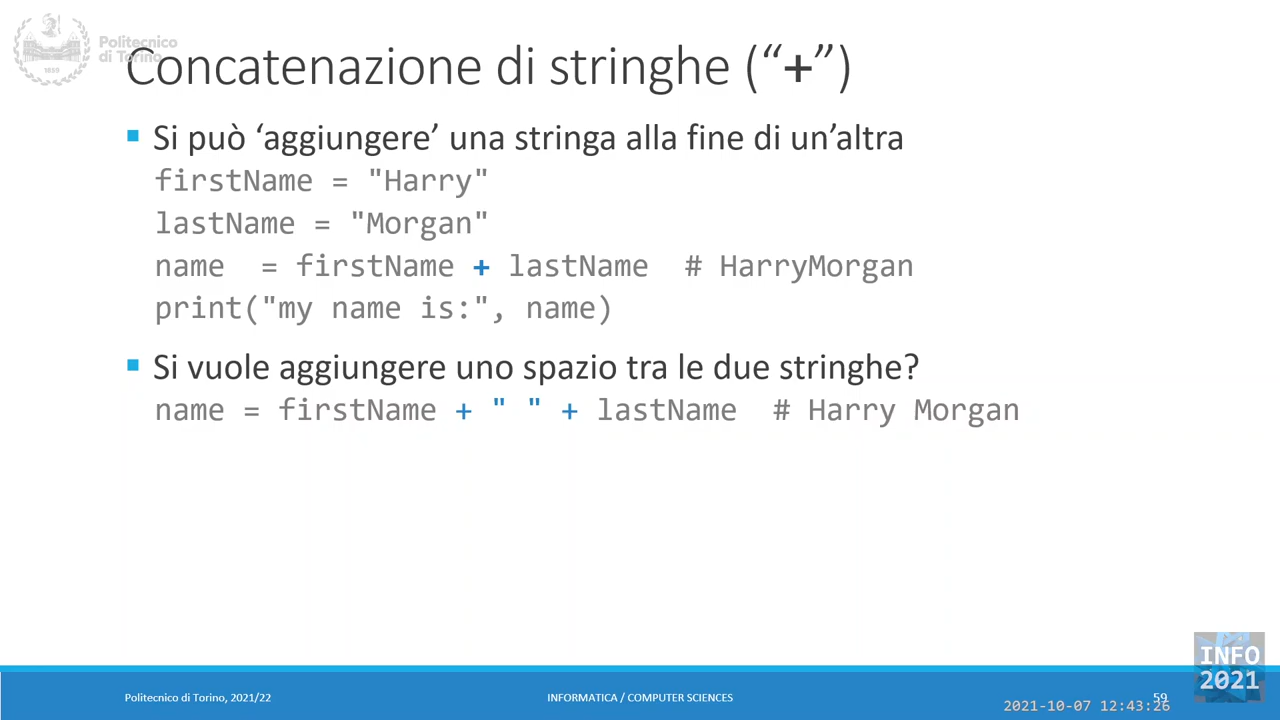 Politecnico
di Torino
1859
Concatenazione di stringhe (“+”)
Si può ‘aggiungere’ una stringa alla fine di un’altra
firstName = "Harry"
lastName = "Morgan"
name  = firstName + lastName  # HarryMorgan
print("my name is:", name)
Si vuole aggiungere uno spazio tra le due stringhe?
name = firstName + " " + lastName  # Harry Morgan
INFO
2021
Politecnico di Torino, 2021/22
INFORMATICA / COMPUTER SCIENCES
59
2021-10-07 12:43:26